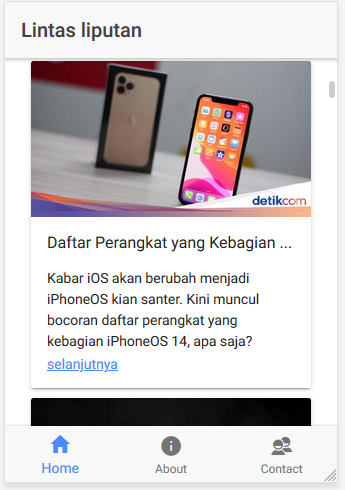 Lintas liputan
detikcom
Daftar Perangkat yang Kebagian ...
Kabar iOS akan berubah menjadi
iPhoneOS kian santer. Kini muncul
bocoran daftar perangkat yang
kebagian iPhoneOS 14, apa saja?
selanjutnya
Home
About
Contact